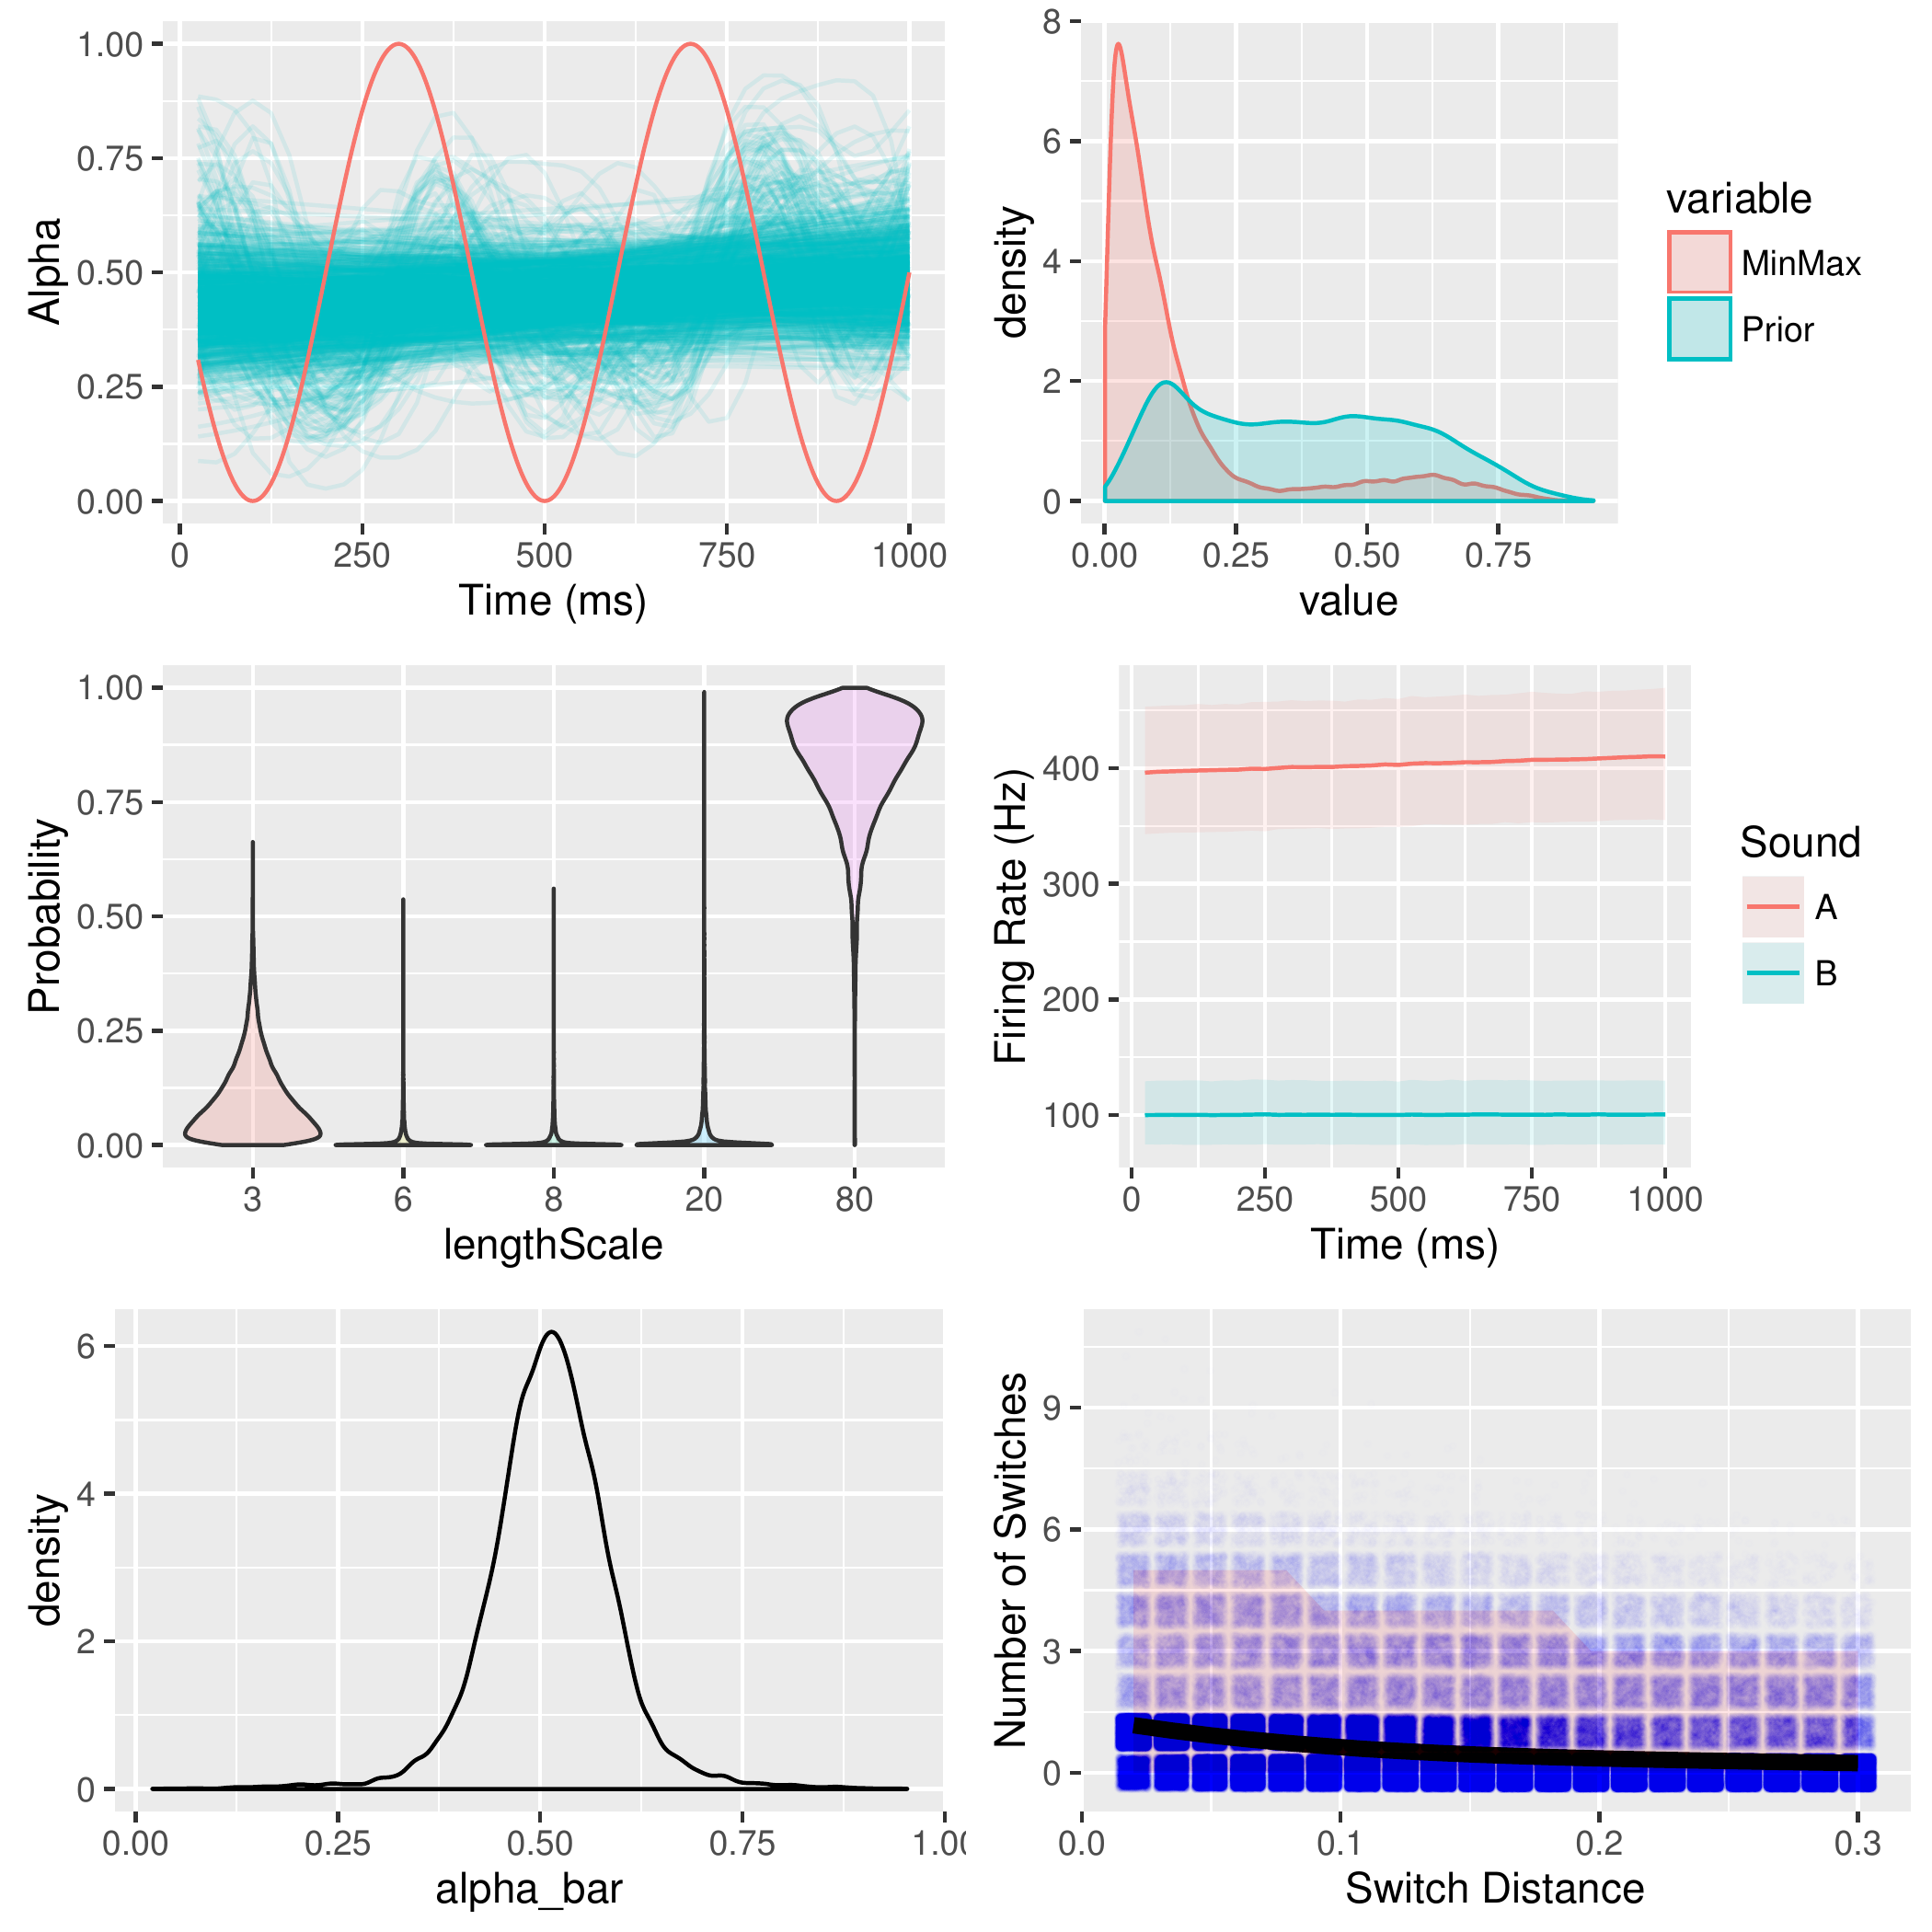 Alpha
1.00
0.75
0.50
0.25
0.00
0 250 500 750 1000
Time (ms)
density
8
6
4
2
0
0.00 0.25 0.50 0.75
value
variable
MinMax
Prior
Probability
1.00
0.75
0.50
0.25
0.00
3 6 8 20 80
lengthScale
Firing Rate (Hz)
400
300
200
100
0 250 500 750 1000
Time (ms)
Sound
A
B
density
6
4
2
0
0.00 0.25 0.50 0.75 1.00
alpha_bar
Number of Switches
9
6
3
0
0.0 0.1 0.2 0.3
Switch Distance